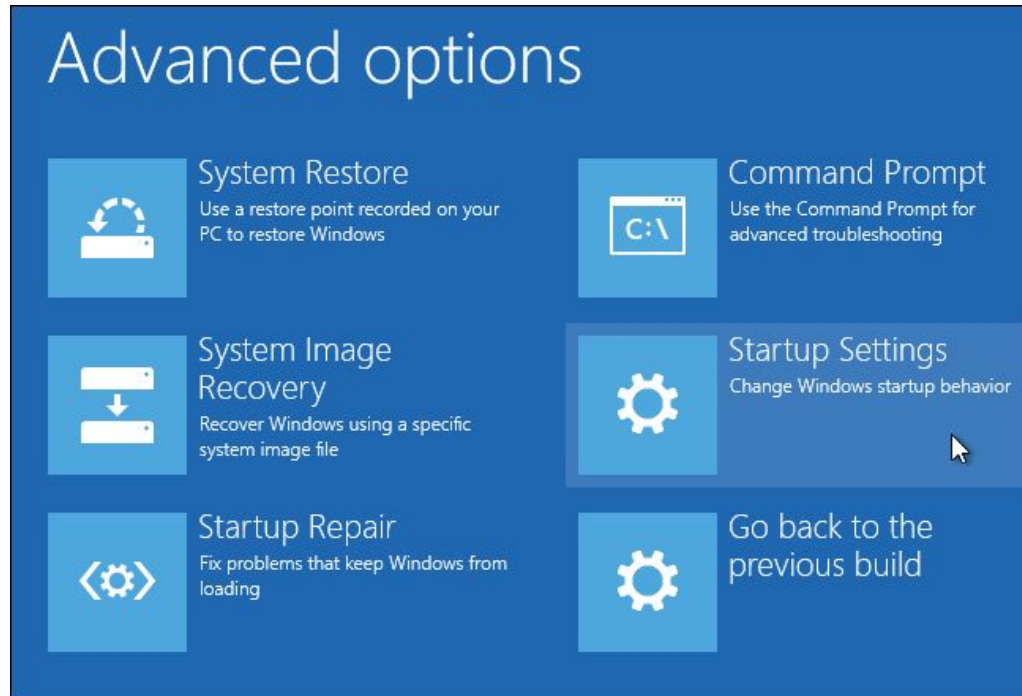 Advanced options
System Restore
Use a restore point recorded on your
PC to restore Windows
Command Prompt
Use the Command Prompt for
advanced troubleshooting
C:\
System Image
Recovery
Recover Windows using a specific
system image file
Startup Settings
Change Windows startup behavior
Startup Repair
Fix problems that keep Windows from
loading
Go back to the
previous build